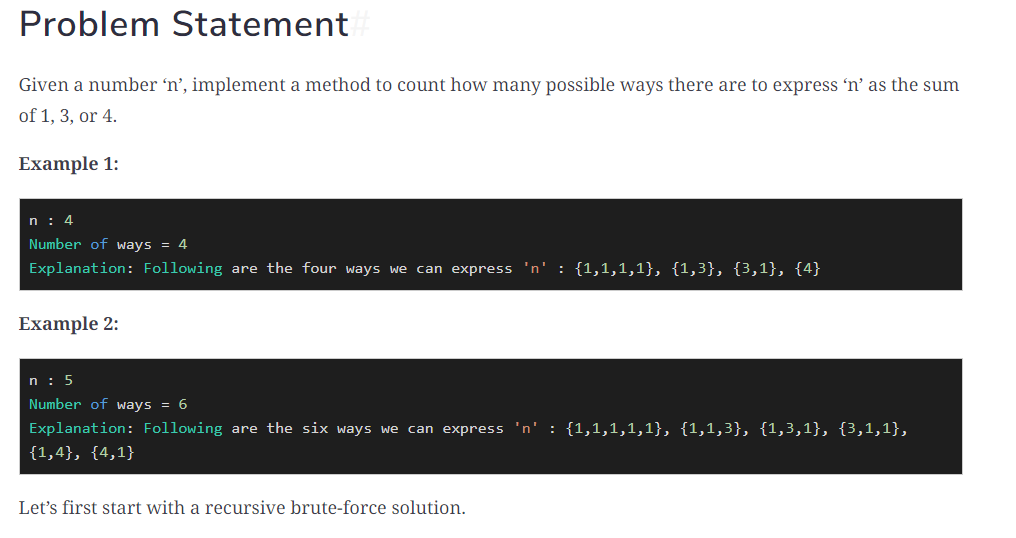 Problem Statement#
Given a number ‘n’, implement a method to count how many possible ways there are to express ‘n’ as the sum
of 1, 3, or 4.
Example 1:
n : 4
Number of ways = 4
Explanation: Following are the four ways we can express 'n' : {1,1,1,1}, {1,3}, {3,1}, {4}
Example 2:
n : 5
Number of ways = 6
Explanation: Following are the six ways we can express 'n' : {1,1,1,1,1}, {1,1,3}, {1,3,1}, {3,1,1},
{1,4}, {4,1}
Let’s first start with a recursive brute-force solution.